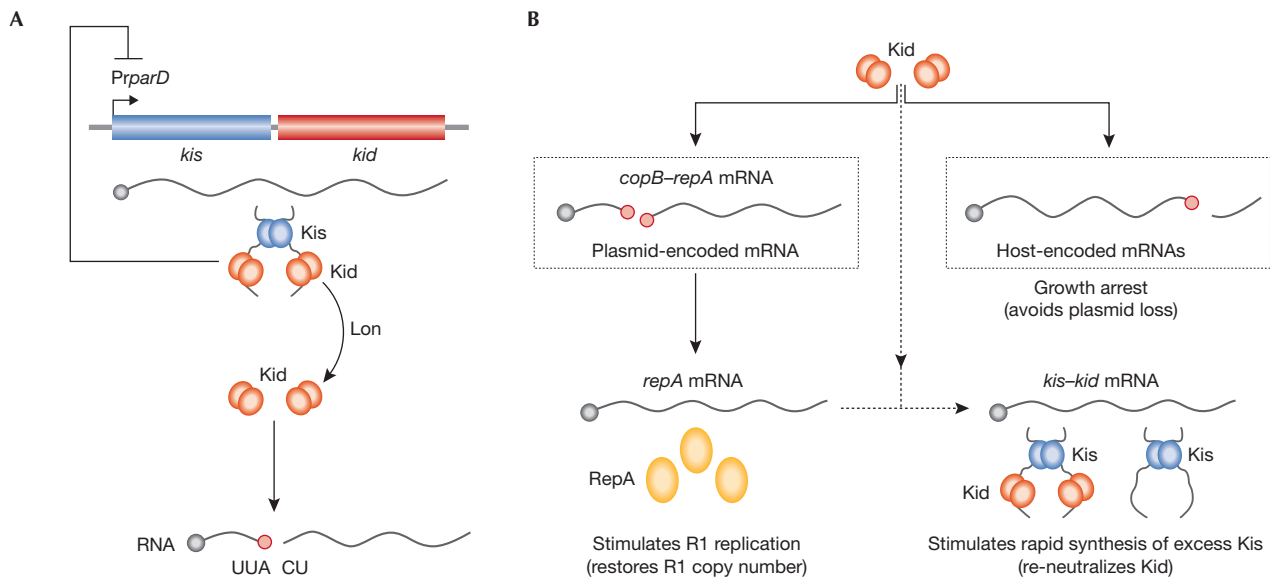 A
PrparD
kis
kid
Kis
Kid
Lon
Kid
RNA
UUA CU
B
Kid
copB–repA mRNA
Plasmid-encoded mRNA
Host-encoded mRNAs
Growth arrest
(avoids plasmid loss)
repA mRNA
RepA
Stimulates R1 replication
(restores R1 copy number)
kis–kid mRNA
Kis
Kis
Kid
Stimulates rapid synthesis of excess Kis
(re-neutralizes Kid)